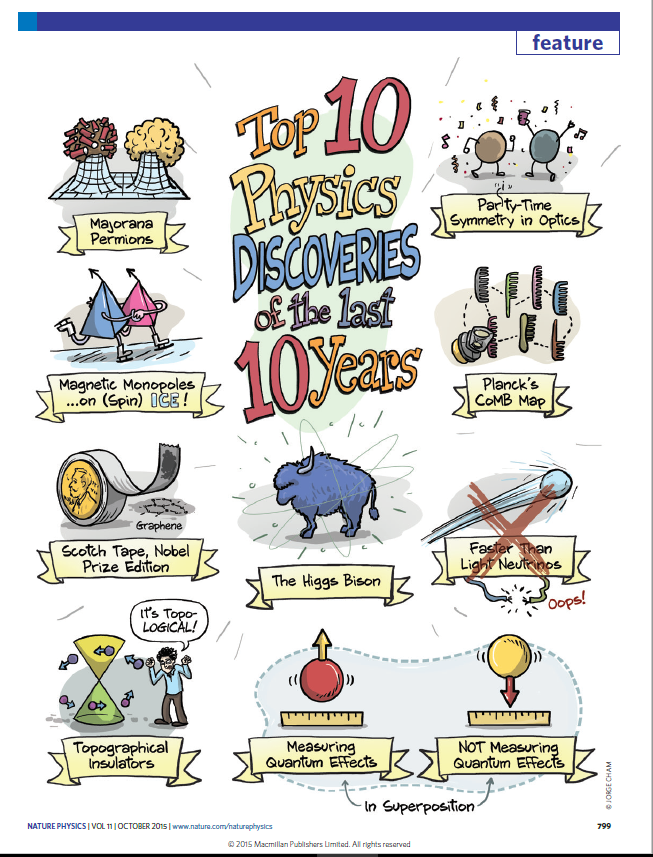 feature
Top 10
Physics
DISCOVERIES
of the last
10 Years
Majorana
Permions
Parity-Time
Symmetry in Optics
Magnetic Monopoles
...on (Spin) ICE!
Planck's
CoMB Map
Graphene
Scotch Tape, Nobel
Prize Edition
The Higgs Bison
Faster Than
Light Neutrinos
Oops!
It's Topo-
LOGICAL!
Topographical
Insulators
Measuring
Quantum Effects
NOT Measuring
Quantum Effects
In Superposition
© JORGE CHAM
NATURE PHYSICS | VOL 11 | OCTOBER 2015 | www.nature.com/naturephysics
799
© 2015 Macmillan Publishers Limited. All rights reserved